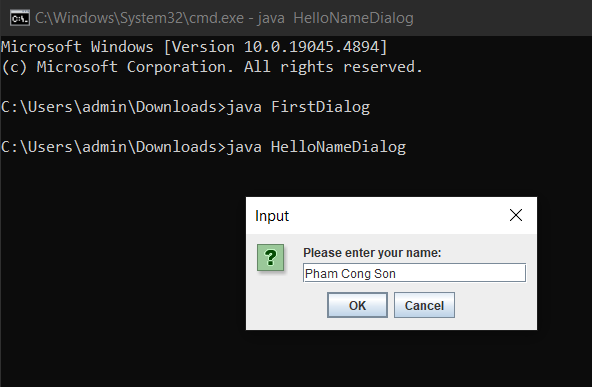 C:\Windows\System32\cmd.exe - java  HelloNameDialog
Microsoft Windows [Version 10.0.19045.4894]
(c) Microsoft Corporation. All rights reserved.
C:\Users\admin\Downloads>java FirstDialog
C:\Users\admin\Downloads>java HelloNameDialog
Input
?
Please enter your name:
Pham Cong Son
OK Cancel